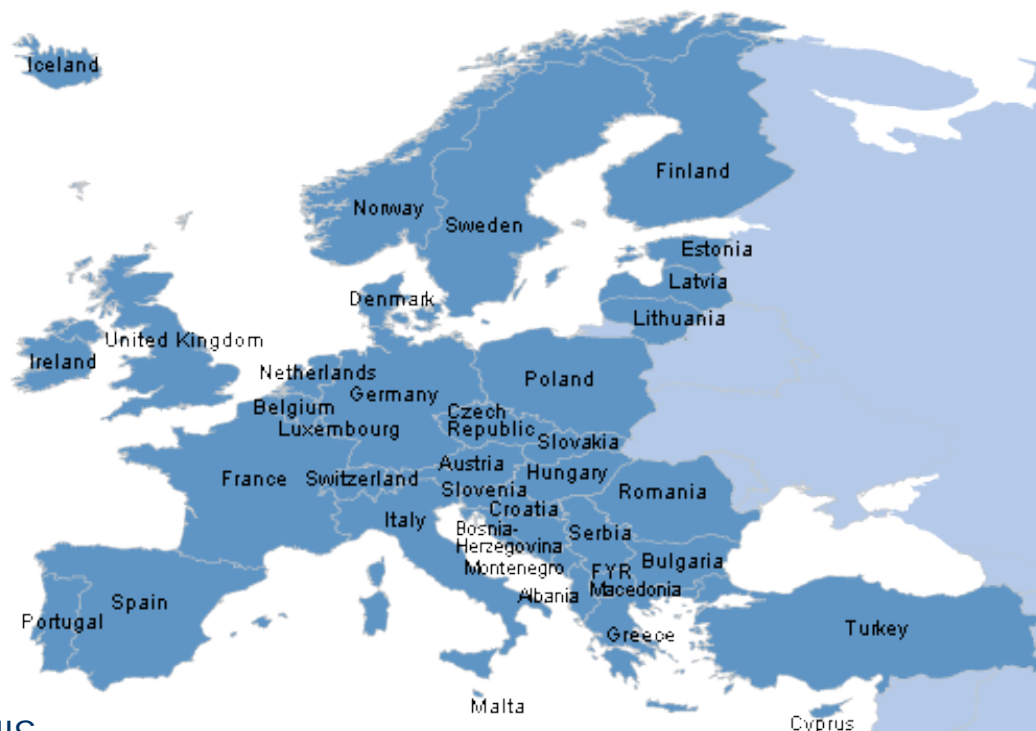 Iceland
Finland
Norway
Sweden
Estonia
Latvia
Denmark
Lithuania
United Kingdom
Ireland
Netherlands
Poland
Germany
Belgium
Czech
Republic
Luxembourg
Slovakia
Austria
Hungary
France
Switzerland
Slovenia
Romania
Croatia
Italy
Bosnia-
Herzegovina
Serbia
Bulgaria
Montenegro
FYR
Macedonia
Albania
Spain
Portugal
Greece
Turkey
Malta
Cyprus